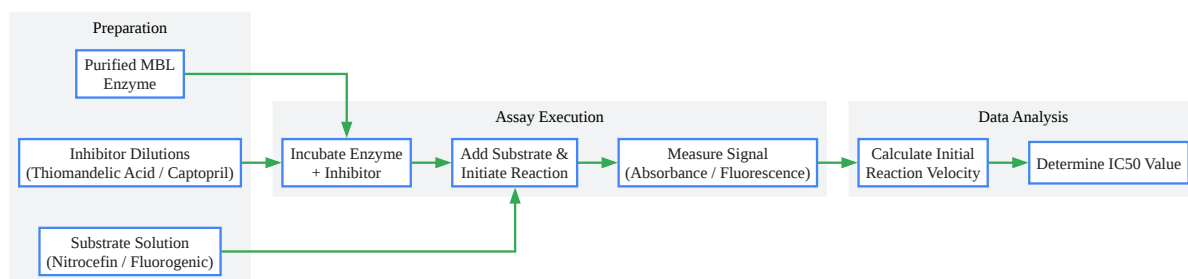 Preparation
Purified MBL
Enzyme
Inhibitor Dilutions
(Thiomandelic Acid / Captopril)
Substrate Solution
(Nitrocefin / Fluorogenic)
Assay Execution
Incubate Enzyme
+ Inhibitor
Add Substrate &
Initiate Reaction
Measure Signal
(Absorbance / Fluorescence)
Data Analysis
Calculate Initial
Reaction Velocity
Determine IC50 Value